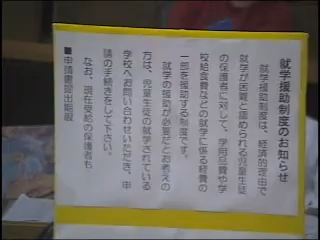 就学援助制度のお知らせ
就学援助制度は、経済的理由で
就学が困難と認められる児童生徒
の保護者に対して、学用品費や学
校給食費などの就学に係る経費の
一部を援助する制度です。
就学の援助が必要だとお考えの
方は、児童生徒の就学されている
学校へお問い合わせいただき、申
請の手続きをして下さい。
なお、現在受給の保護者も
■申請書提出期限